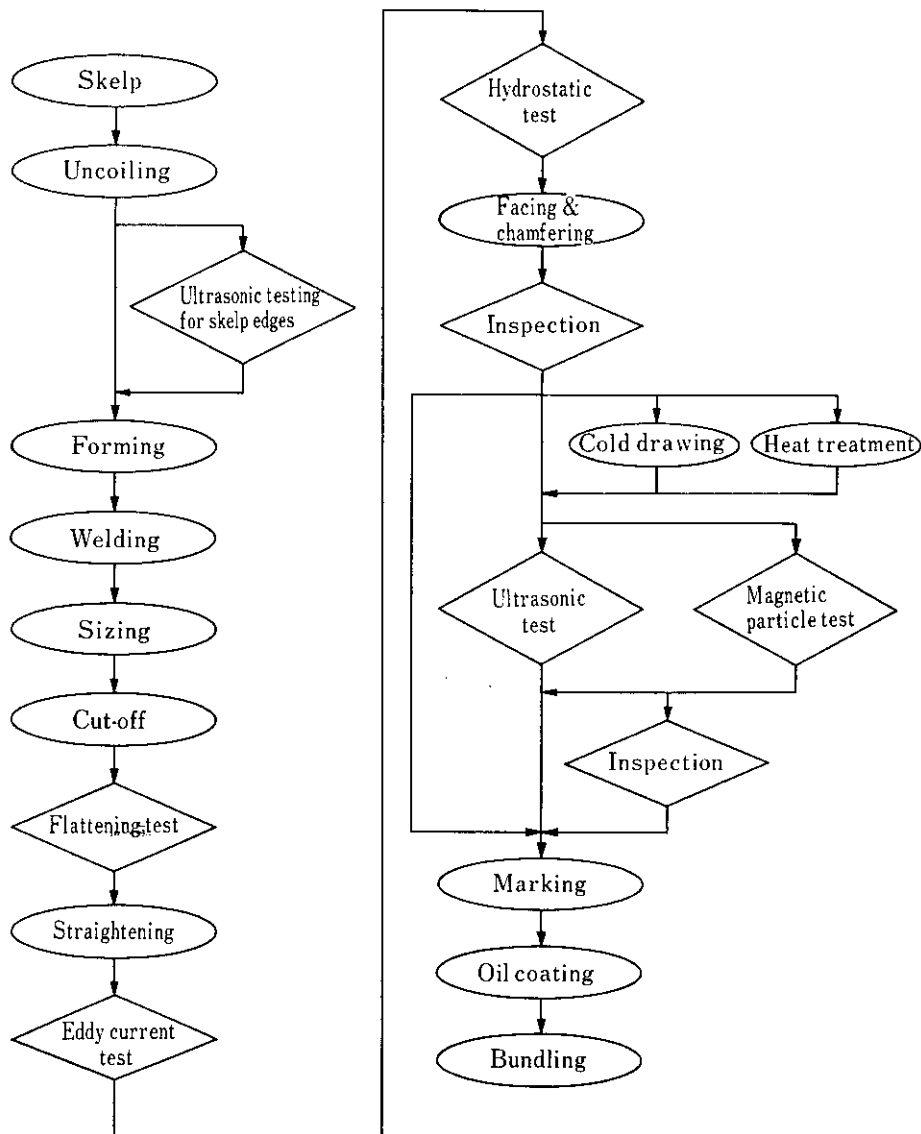 Skelp
Uncoiling
Ultrasonic testing
for skelp edges
Forming
Welding
Sizing
Cut-off
Flattening test
Straightening
Eddy current
test
Hydrostatic
test
Facing &
chamfering
Inspection
Cold drawing
Heat treatment
Ultrasonic
test
Magnetic
particle test
Inspection
Marking
Oil coating
Bundling